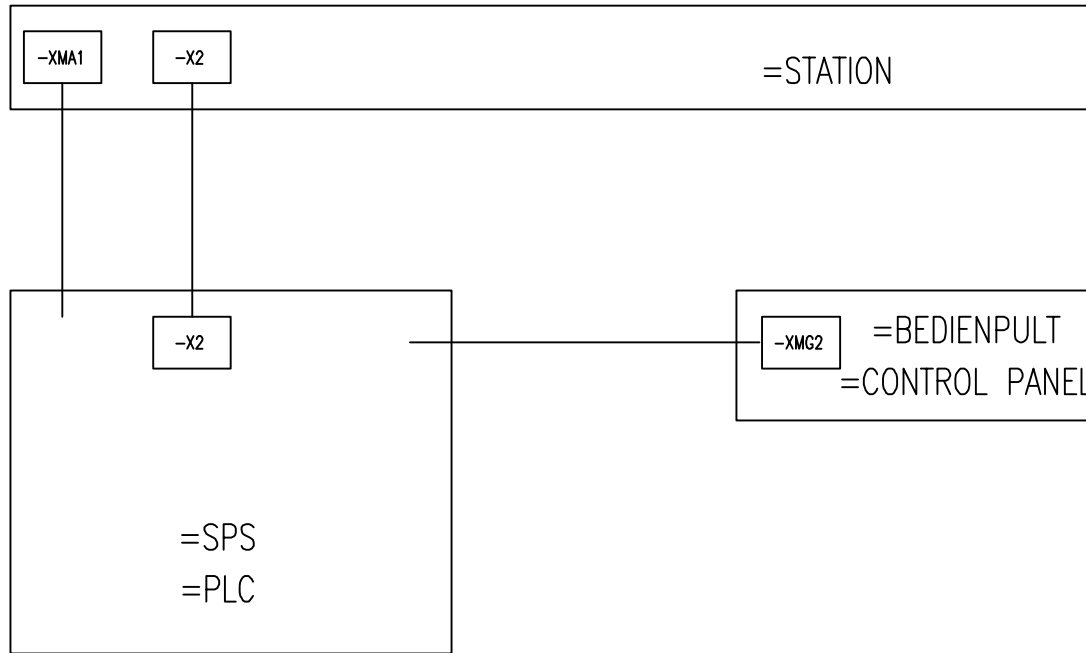 -XMA1
-X2
=STATION
-X2
-XMG2
=BEDIENPULT
=CONTROL PANEL
=SPS
=PLC